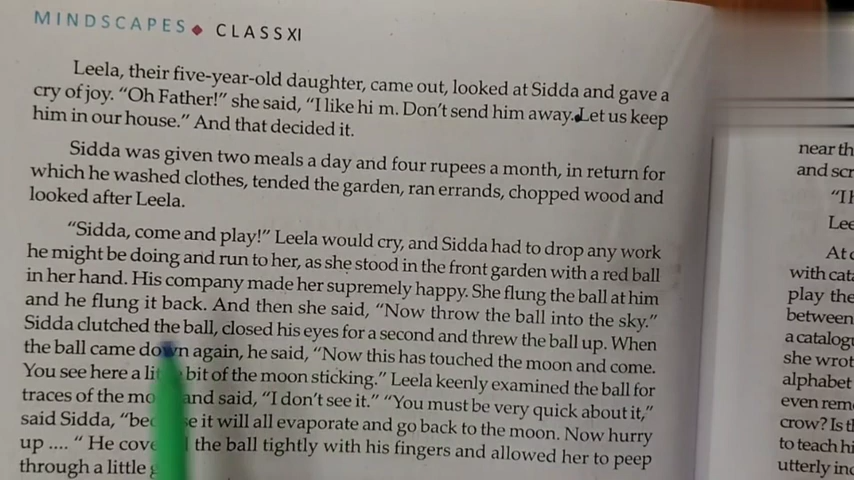 MINDSCAPES ◆ CLASS XI
Leela, their five-year-old daughter, came out, looked at Sidda and gave a
cry of joy. “Oh Father!” she said, “I like hi m. Don’t send him away. Let us keep
him in our house.” And that decided it.
Sidda was given two meals a day and four rupees a month, in return for
which he washed clothes, tended the garden, ran errands, chopped wood and
looked after Leela.
“Sidda, come and play!” Leela would cry, and Sidda had to drop any work
he might be doing and run to her, as she stood in the front garden with a red ball
in her hand. His company made her supremely happy. She flung the ball at him
and he flung it back. And then she said, “Now throw the ball into the sky.”
Sidda clutched the ball, closed his eyes for a second and threw the ball up. When
the ball came down again, he said, “Now this has touched the moon and come.
You see here a bit of the moon sticking.” Leela keenly examined the ball for
traces of the and said, “I don’t see it.” “You must be very quick about it,”
said Sidda, “ it will all evaporate and go back to the moon. Now hurry
up .... “ He the ball tightly with his fingers and allowed her to peep
through a little
near th
and scr
“I
Lee
At
with cat
play the
between
a catalog
she wrot
alphabet
even rem
crow? Is t
to teach hi
utterly inc